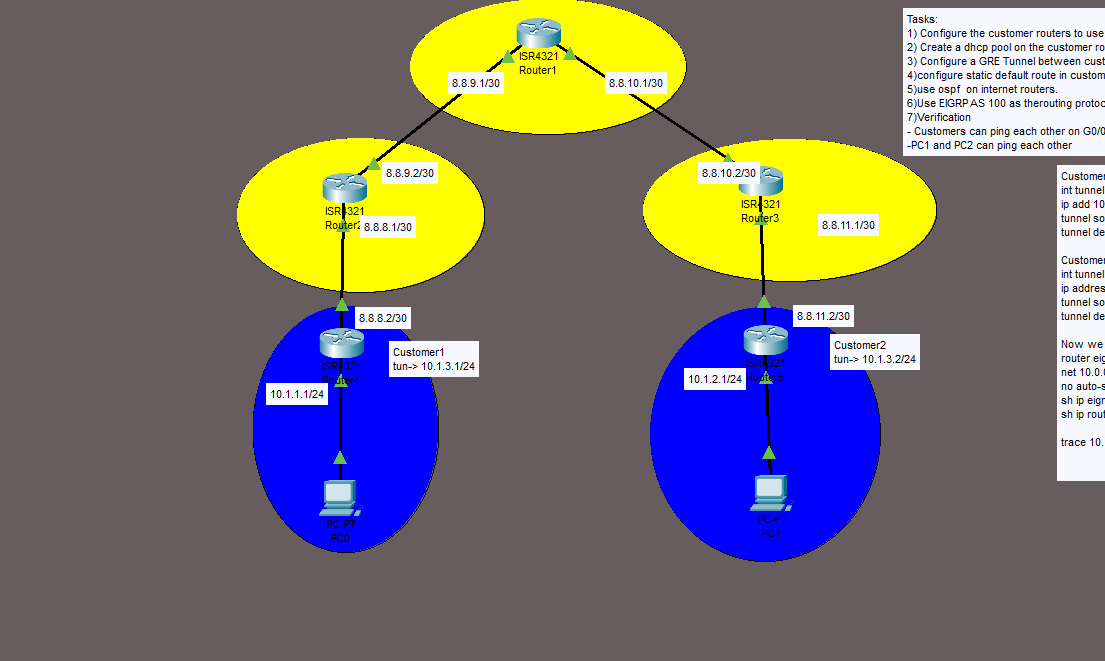 ISR4321
Router1
8.8.9.1/30
8.8.10.1/30
Tasks:
1) Configure the customer routers to use
2) Create a dhcp pool on the customer ro
3) Configure a GRE Tunnel between cust
4)configure static default route in custom
5)use ospf  on internet routers.
6)Use EIGRP AS 100 as therouting protoc
7)Verification
- Customers can ping each other on G0/0
-PC1 and PC2 can ping each other
8.8.9.2/30
ISR4321
Router2
8.8.8.1/30
8.8.10.2/30
ISR4321
Router3
8.8.11.1/30
Customer
int tunnel
ip add 10
tunnel so
tunnel de
Customer
int tunnel
ip addres
tunnel so
tunnel de
Now we
router eig
net 10.0.0
no auto-s
sh ip eigr
sh ip rout
trace 10.
8.8.8.2/30
ISR4321
Customer1
tun-> 10.1.3.1/24
10.1.1.1/24
8.8.11.2/30
ISR4321
Customer2
tun-> 10.1.3.2/24
10.1.2.1/24
PC-PT
PC0
PC-PT
PC1